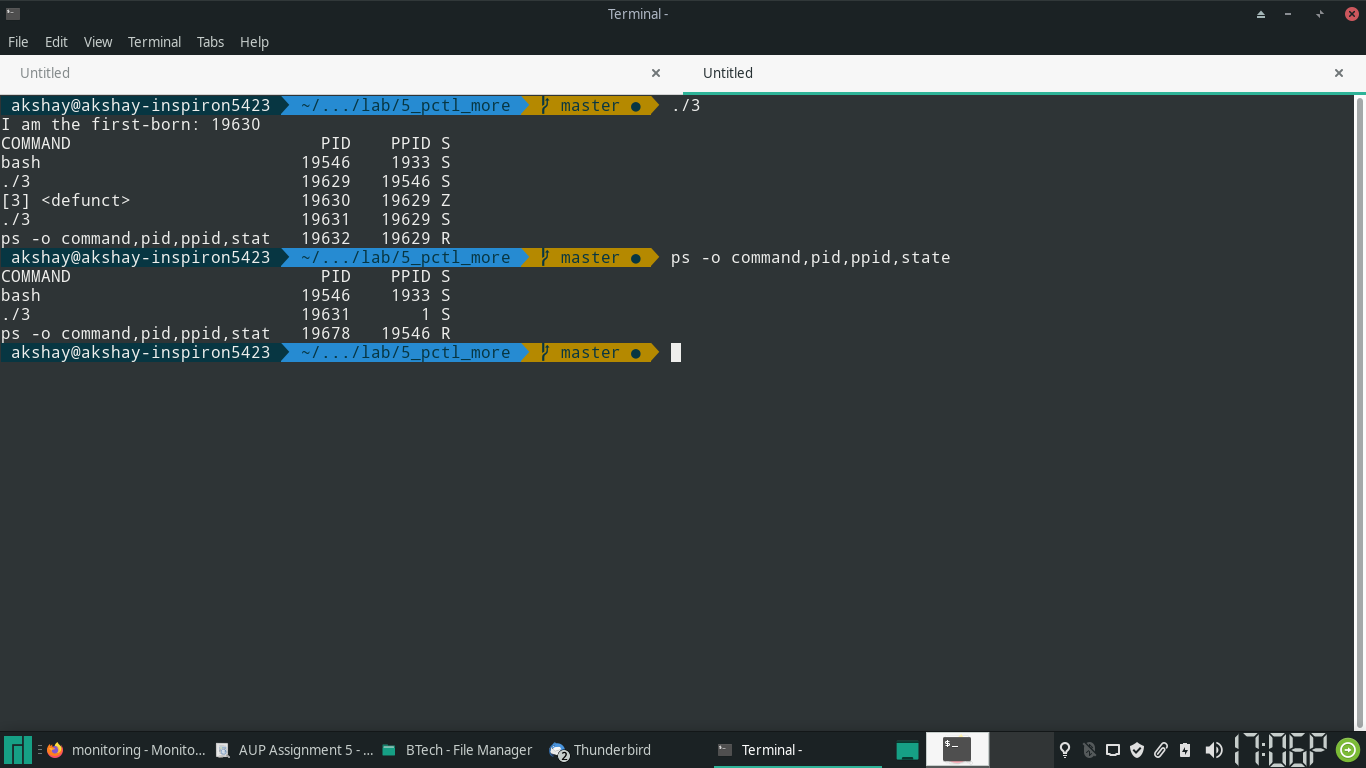 Terminal -
File Edit View Terminal Tabs Help
Untitled Untitled
akshay@akshay-inspiron5423 ~/.../lab/5_pctl_more master ● ./3
I am the first-born: 19630
COMMAND PID PPID S
bash 19546 1933 S
./3 19629 19546 S
[3] <defunct> 19630 19629 Z
./3 19631 19629 S
ps -o command,pid,ppid,stat 19632 19629 R
akshay@akshay-inspiron5423 ~/.../lab/5_pctl_more master ● ps -o command,pid,ppid,state
COMMAND PID PPID S
bash 19546 1933 S
./3 19631 1 S
ps -o command,pid,ppid,stat 19678 19546 R
akshay@akshay-inspiron5423 ~/.../lab/5_pctl_more master ●
monitoring - Monito... AUP Assignment 5 - ... BTech - File Manager 2 Thunderbird Terminal - $- 17:06P